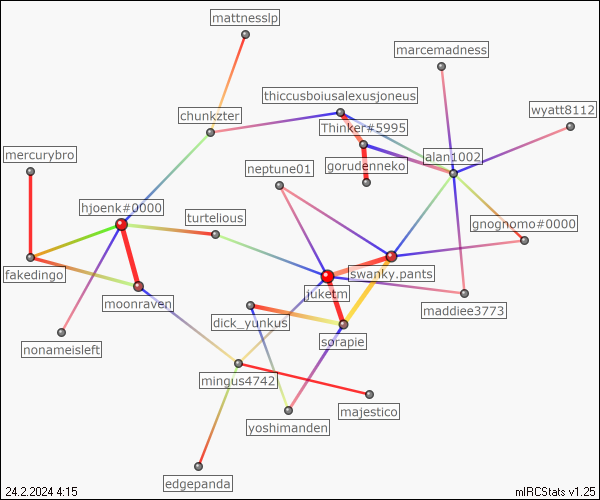 mattnesslp
marcemadness
thiccusboiusalexusjoneus
chunkzter
wyatt8112
Thinker#5995
mercurybro
alan1002
neptune01
gorudenneko
hjoenk#0000
turtelious
gnognomo#0000
fakedingo
swanky.pants
juketm
moonraven
maddiee3773
dick_yunkus
sorapie
nonameisleft
mingus4742
majestico
yoshimanden
edgepanda
24.2.2024 4:15
mIRCStats v1.25